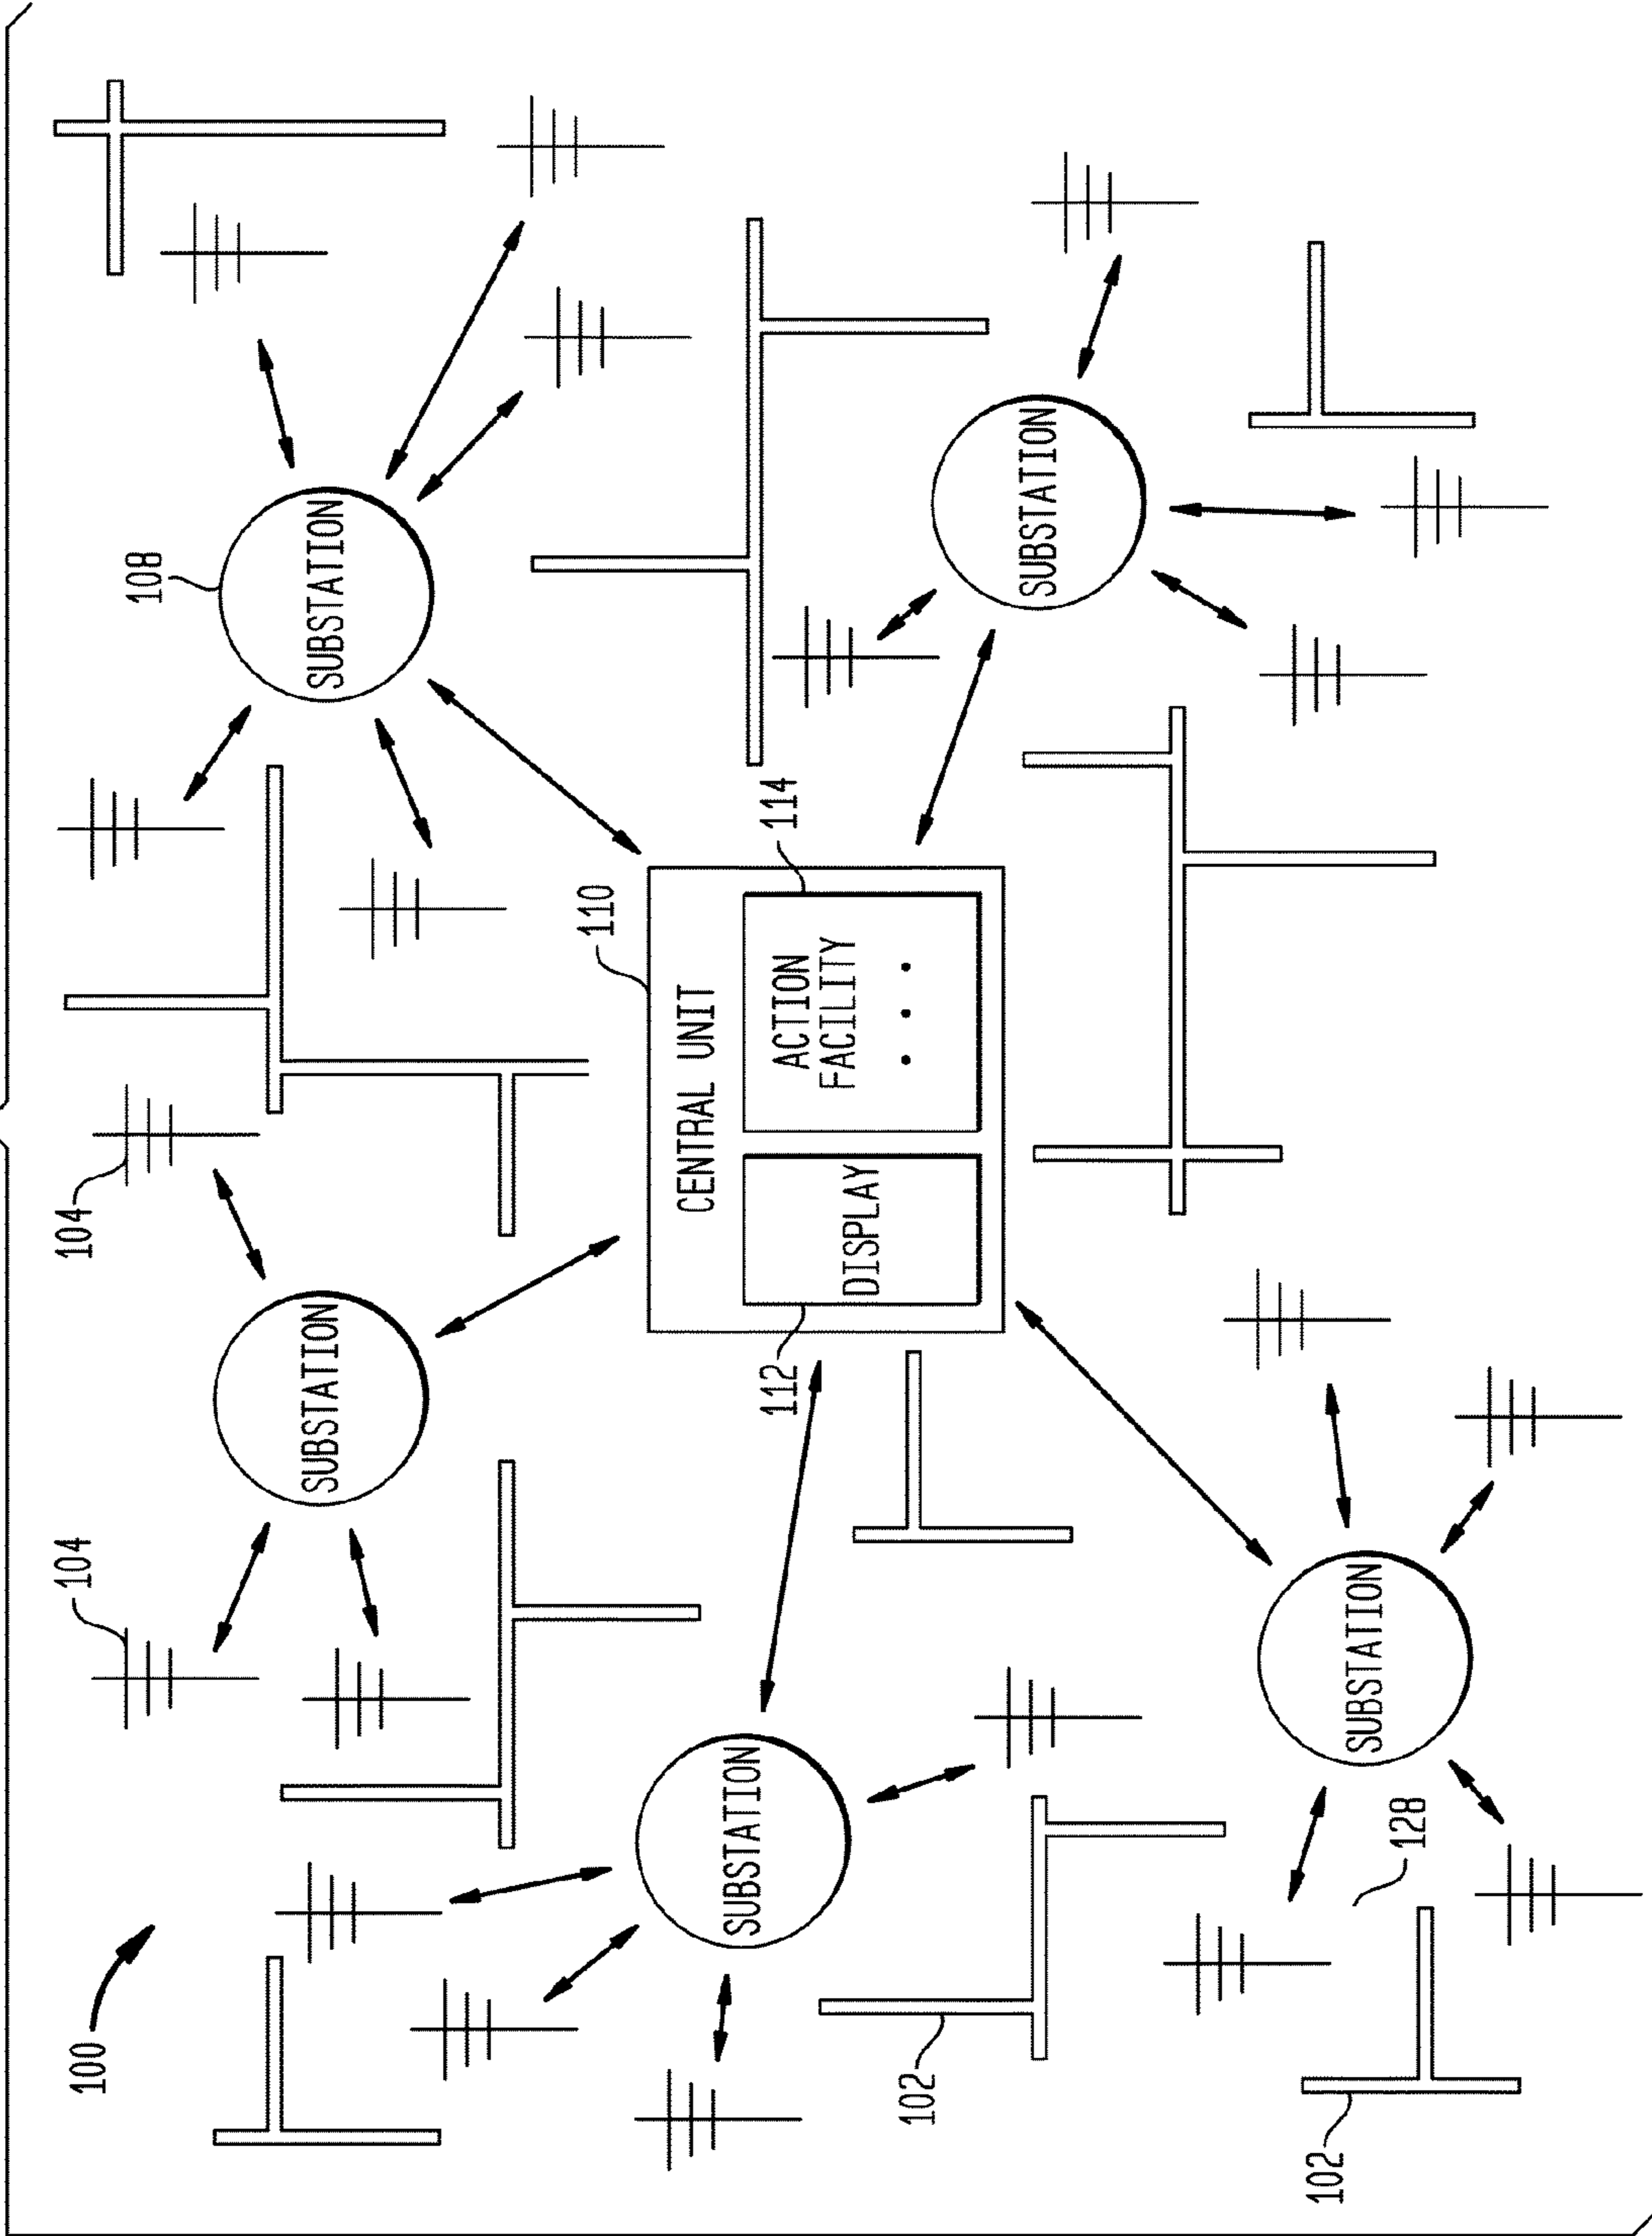 104
104
100
108
SUBSTATION
SUBSTATION
110
CENTRAL UNIT
SUBSTATION
112
114
ACTION
FACILITY
• • •
DISPLAY
102
SUBSTATION
102
SUBSTATION
128